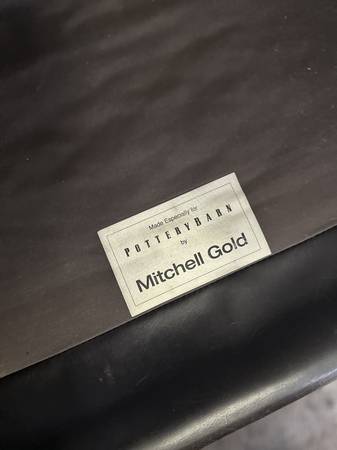 Made Especially for
POTTERYBARN
by
Mitchell Gold